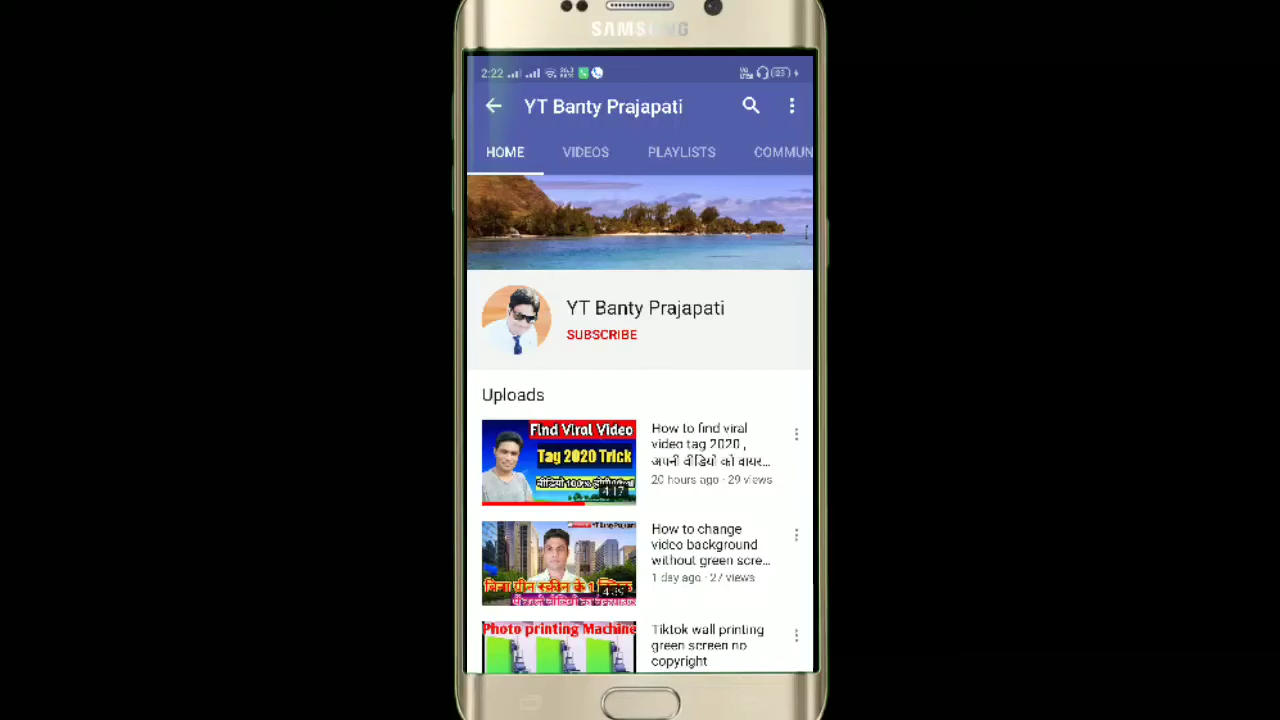 SAMSUNG
2:22
YT Banty Prajapati
HOME VIDEOS PLAYLISTS COMMUN
YT Banty Prajapati
SUBSCRIBE
Uploads
Find Viral Video
Tag 2020 Trick
4:17
How to find viral
video tag 2020 ,
अपनी वीडियो को वायर...
20 hours ago · 29 views
बिना ग्रीन स्क्रीन के 1 क्लिक
How to change
video background
without green scre...
1 day ago · 27 views
Photo printing Machine
Tiktok wall printing
green screen no
copyright